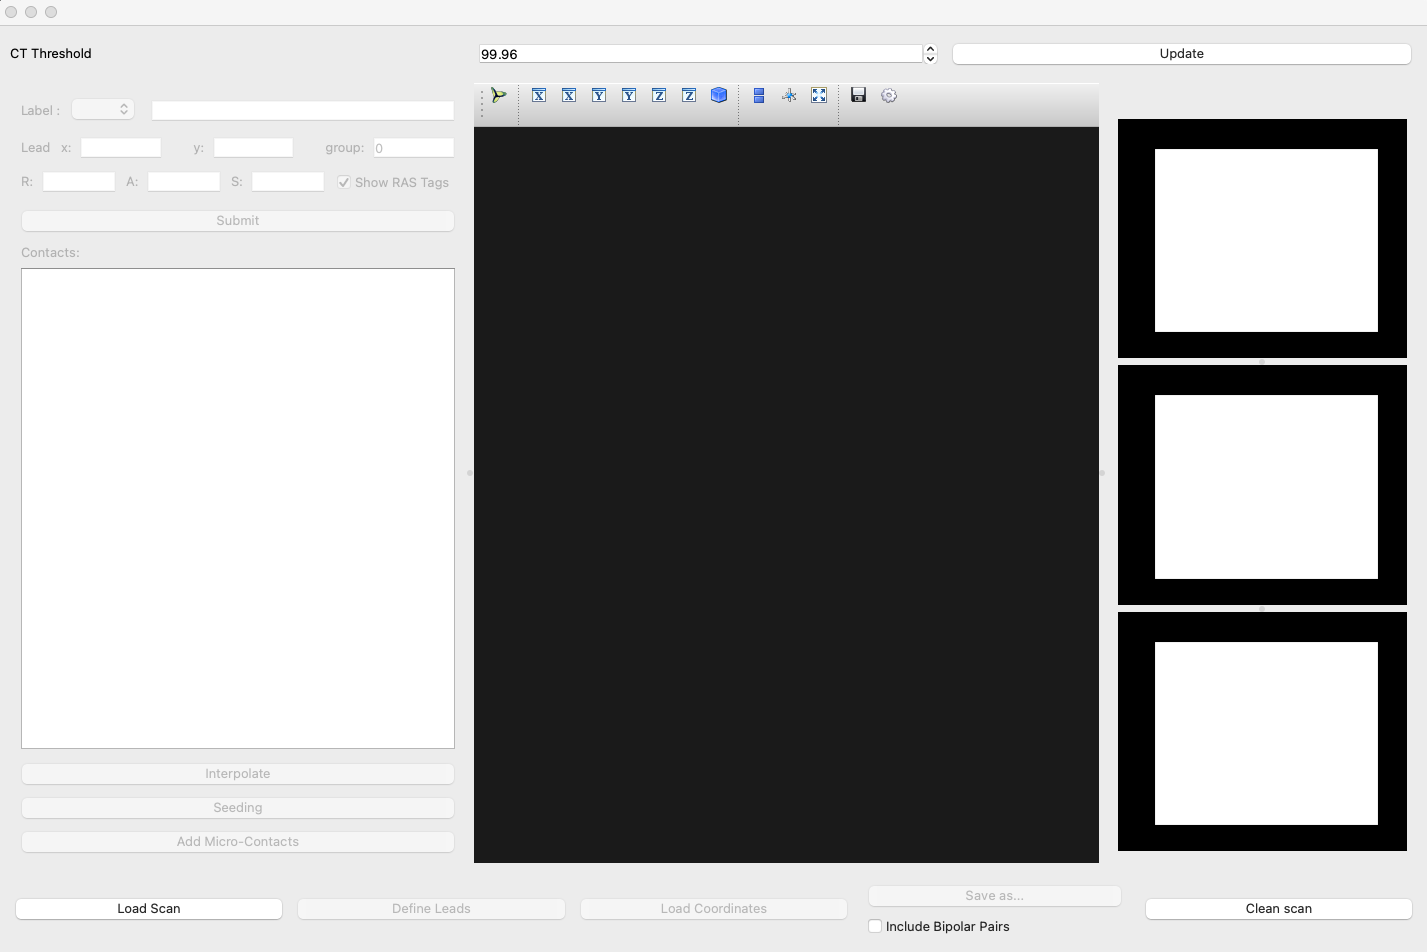 CT Threshold
99.96
Update
Label :
X X Y Y Z Z
Lead x: y: group: 0
R: A: S: Show RAS Tags
Submit
Contacts:
Interpolate
Seeding
Add Micro-Contacts
Load Scan
Define Leads
Load Coordinates
Save as...
Include Bipolar Pairs
Clean scan